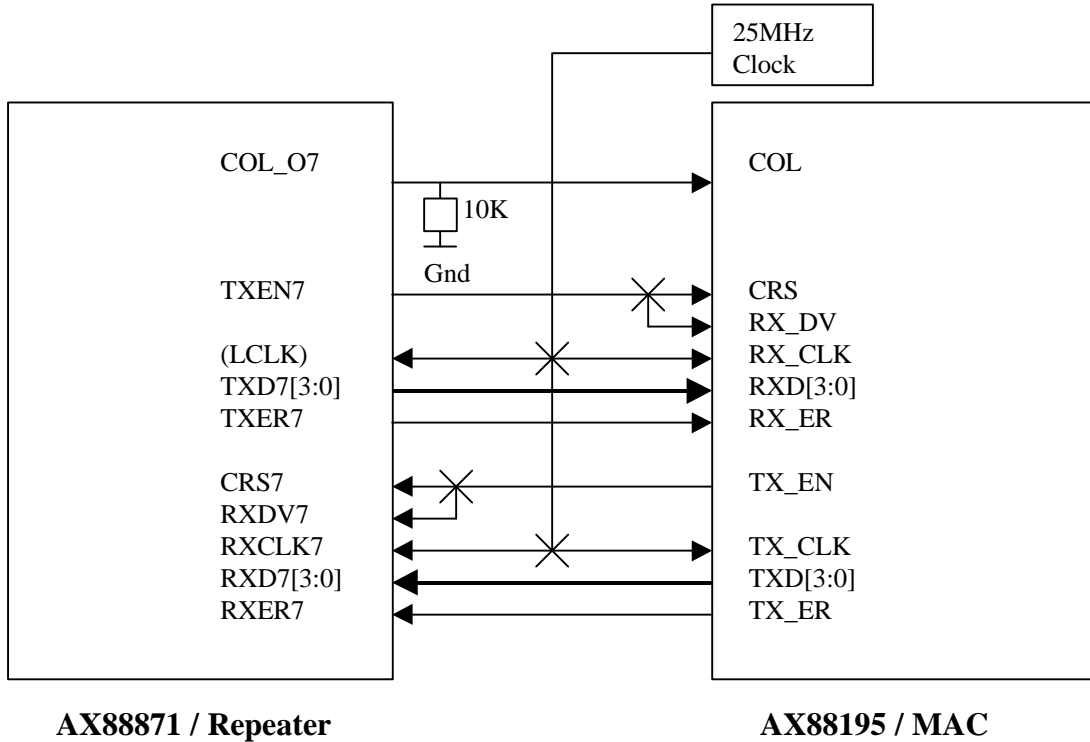 25MHz
Clock
COL_O7
COL
10K
Gnd
TXEN7
CRS
RX_DV
(LCLK)
RX_CLK
TXD7[3:0]
RXD[3:0]
TXER7
RX_ER
CRS7
TX_EN
RXDV7
RXCLK7
TX_CLK
RXD7[3:0]
TXD[3:0]
RXER7
TX_ER
AX88871 / Repeater
AX88195 / MAC